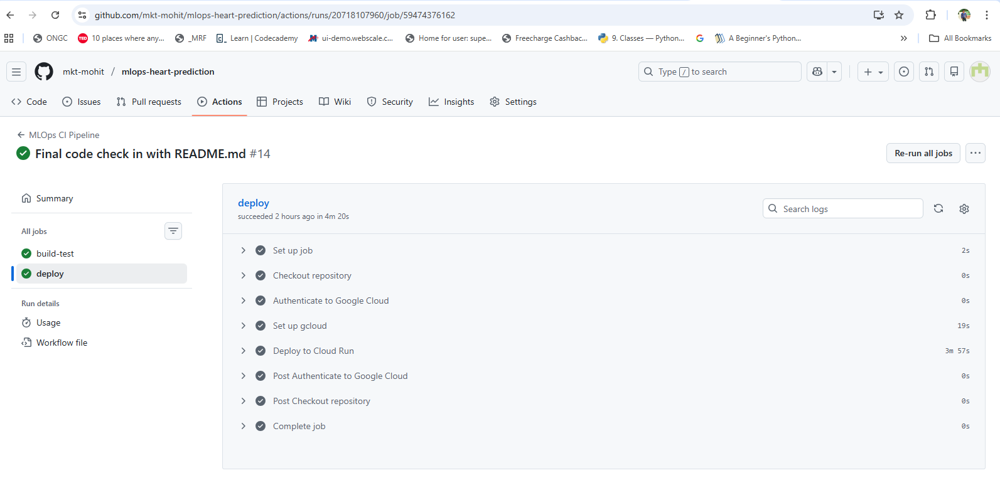 github.com/mkt-mohit/mlops-heart-prediction/actions/runs/20718107960/job/59474376162
ONGC
TED 10 places where any...
_MRF
Learn | Codecademy
ui-demo.webscale.c...
Home for user: supe...
Freecharge Cashbac...
9. Classes — Python...
A Beginner's Python...
All Bookmarks
mkt-mohit / mlops-heart-prediction
Type / to search
Code
Issues
Pull requests
Actions
Projects
Wiki
Security
Insights
Settings
MLOps CI Pipeline
Final code check in with README.md #14
Re-run all jobs
Summary
All jobs
build-test
deploy
Run details
Usage
Workflow file
deploy
succeeded 2 hours ago in 4m 20s
Search logs
Set up job 2s
Checkout repository 0s
Authenticate to Google Cloud 0s
Set up gcloud 19s
Deploy to Cloud Run 3m 57s
Post Authenticate to Google Cloud 0s
Post Checkout repository 0s
Complete job 0s